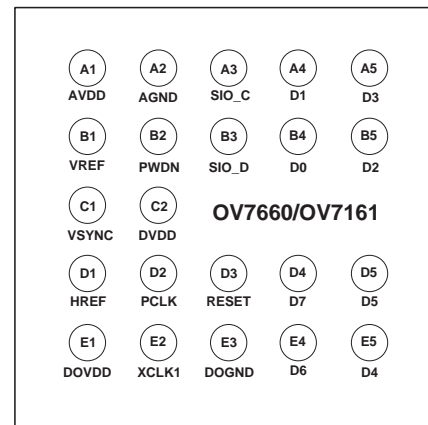 A1 A2 A3 A4 A5
AVDD AGND SIO_C D1 D3
B1 B2 B3 B4 B5
VREF PWDN SIO_D D0 D2
C1 C2 OV7660/OV7161
VSYNC DVDD
D1 D2 D3 D4 D5
HREF PCLK RESET D7 D5
E1 E2 E3 E4 E5
DOVDD XCLK1 DOGND D6 D4